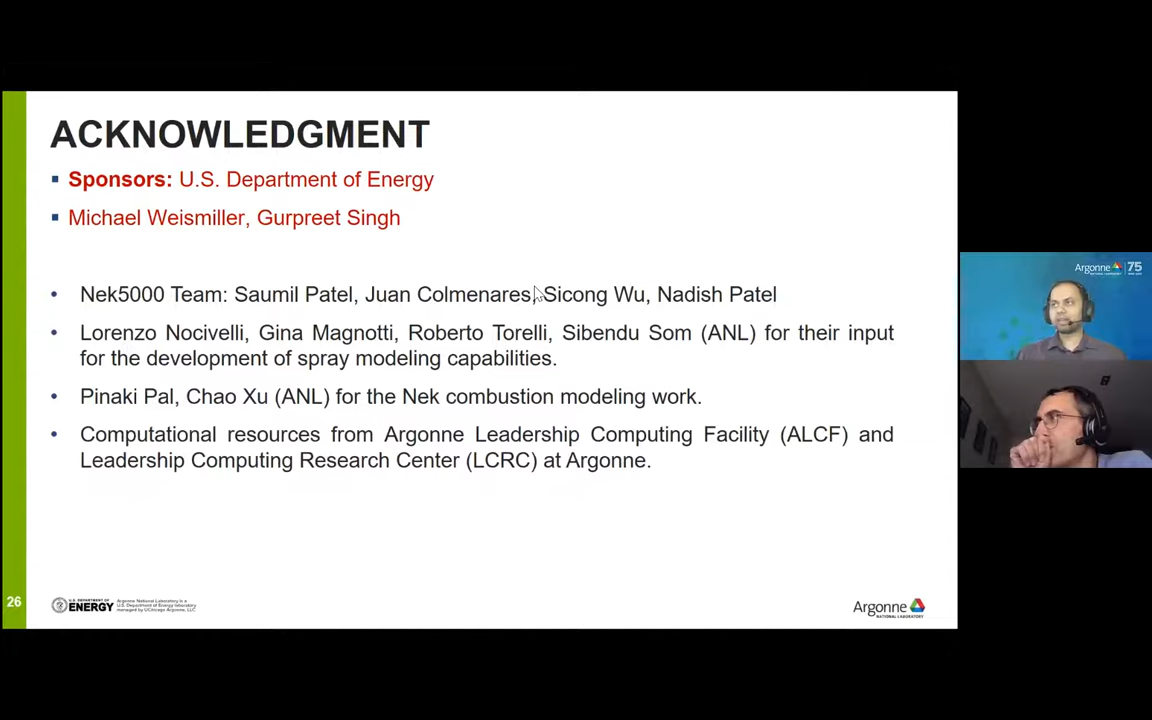 ACKNOWLEDGMENT
Sponsors: U.S. Department of Energy
Michael Weismiller, Gurpreet Singh
Nek5000 Team: Saumil Patel, Juan Colmenares, Sicong Wu, Nadish Patel
Lorenzo Nocivelli, Gina Magnotti, Roberto Torelli, Sibendu Som (ANL) for their input
for the development of spray modeling capabilities.
Pinaki Pal, Chao Xu (ANL) for the Nek combustion modeling work.
Computational resources from Argonne Leadership Computing Facility (ALCF) and
Leadership Computing Research Center (LCRC) at Argonne.
26
U.S. DEPARTMENT OF
ENERGY
Argonne National Laboratory is a
U.S. Department of Energy laboratory
managed by UChicago Argonne, LLC
Argonne
NATIONAL LABORATORY
Argonne
NATIONAL LABORATORY
75